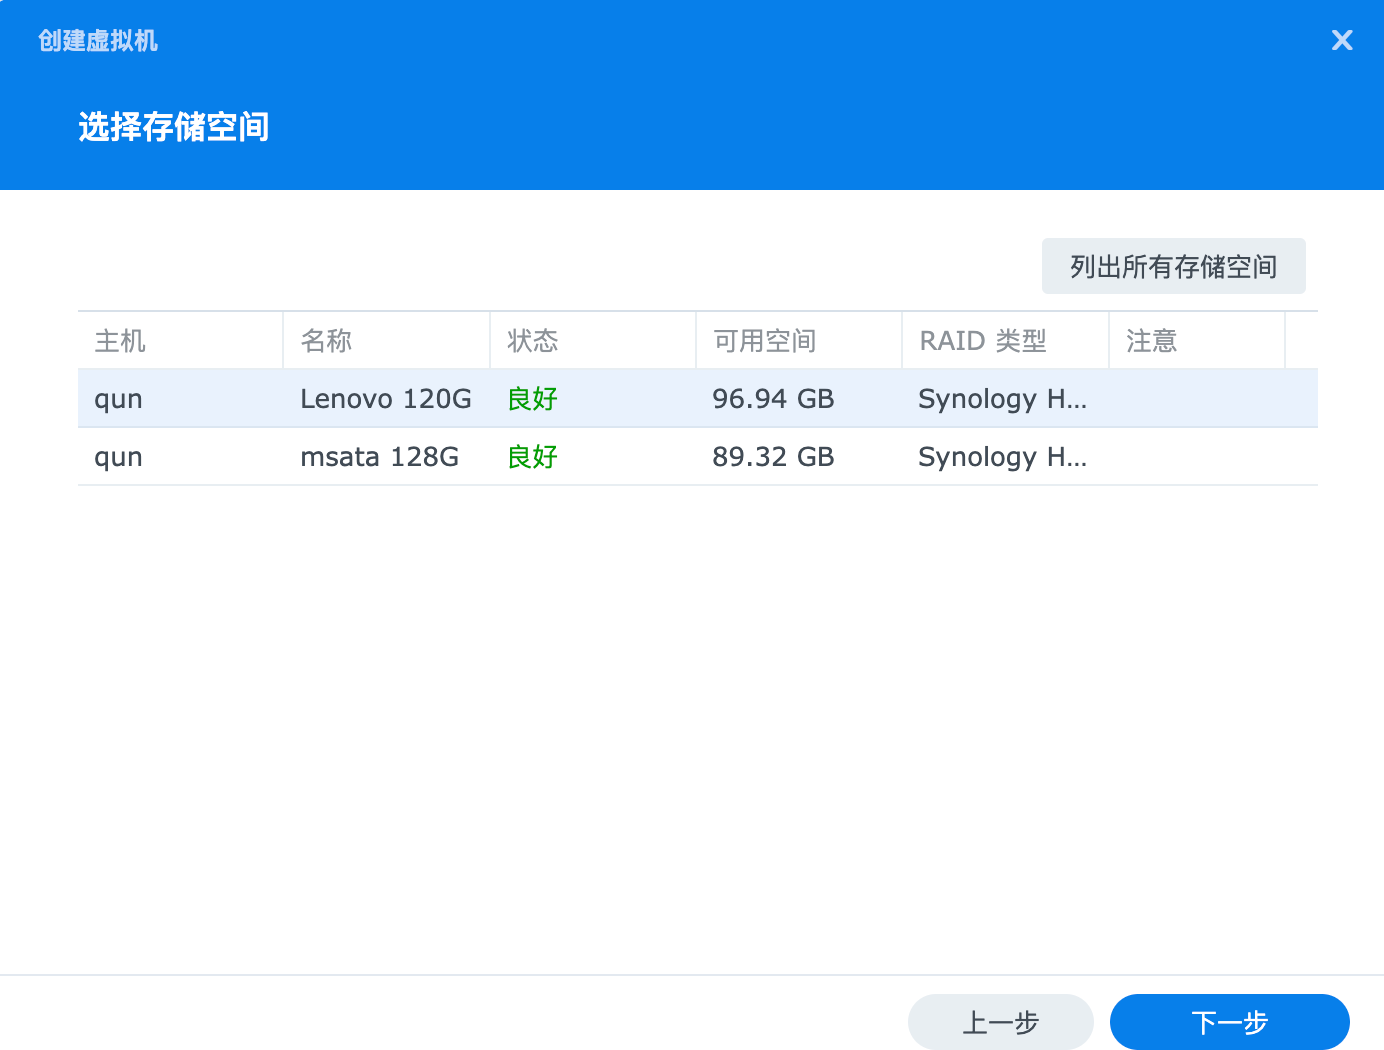 创建虚拟机
选择存储空间
列出所有存储空间
主机 名称 状态 可用空间 RAID 类型 注意
qun Lenovo 120G 良好 96.94 GB Synology H...
qun msata 128G 良好 89.32 GB Synology H...
上一步 下一步